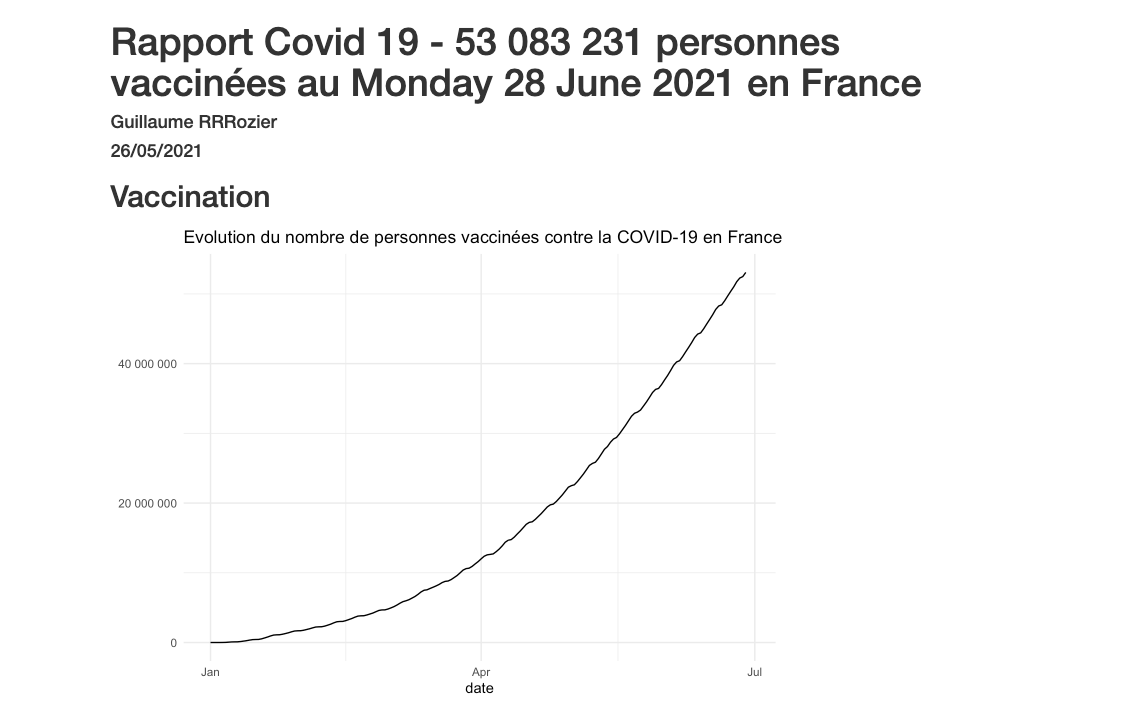 Rapport Covid 19 - 53 083 231 personnes
vaccinées au Monday 28 June 2021 en France
Guillaume RRRozier
26/05/2021
Vaccination
Evolution du nombre de personnes vaccinées contre la COVID-19 en France
40 000 000
20 000 000
0
Jan
Apr
Jul
date